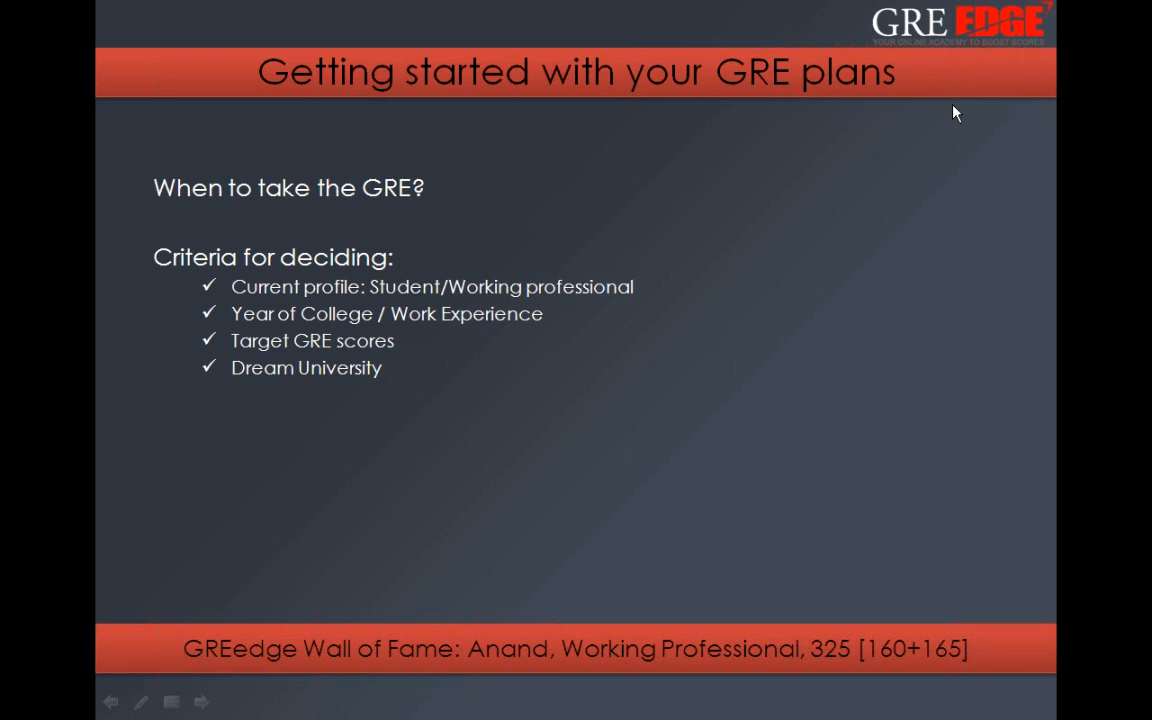 GRE EDGE
YOUR ONLINE ACADEMY TO BOOST SCORES
Getting started with your GRE plans
When to take the GRE?
Criteria for deciding:
✓ Current profile: Student/Working professional
✓ Year of College / Work Experience
✓ Target GRE scores
✓ Dream University
GREedge Wall of Fame: Anand, Working Professional, 325 [160+165]